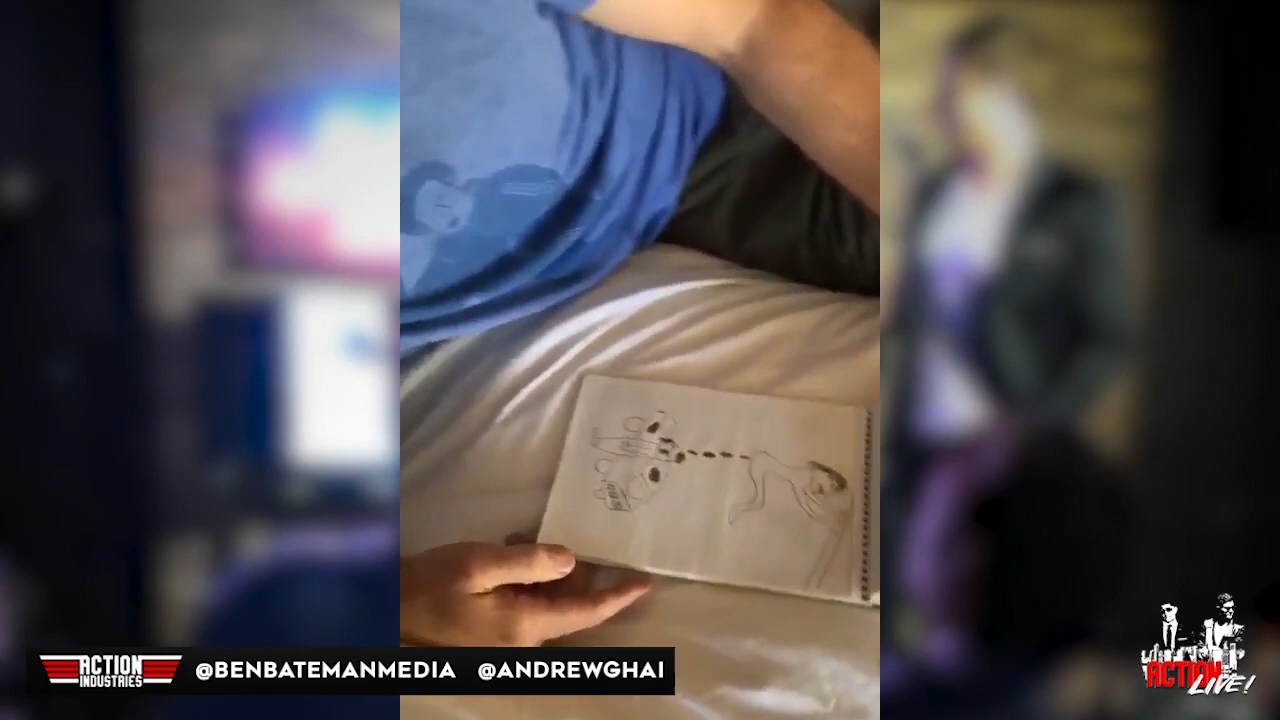 ACTION
INDUSTRIES
@BENBATEMANMEDIA @ANDREWGHAI
ACTION
LIVE!